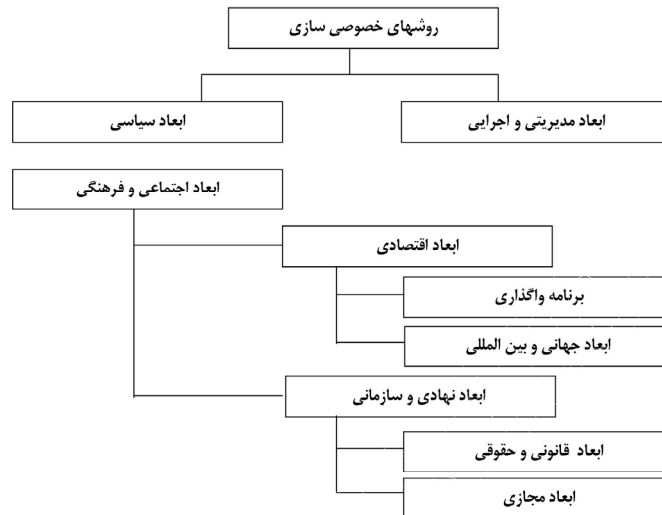 روشهای خصوصی سازی
ابعاد مدیریتی و اجرایی
ابعاد سیاسی
ابعاد اجتماعی و فرهنگی
ابعاد اقتصادی
برنامه واگذاری
ابعاد جهانی و بین المللی
ابعاد نهادی و سازمانی
ابعاد قانونی و حقوقی
ابعاد مجازی